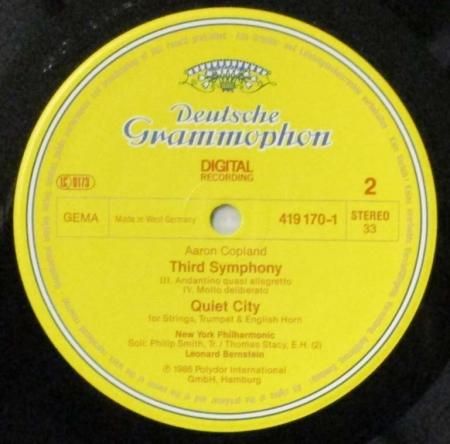 Deutsche
Grammophon
DIGITAL
RECORDING
LC 0173
2
GEMA
Made in West Germany
419 170-1
STEREO
33
Aaron Copland
Third Symphony
III. Andantino quasi allegretto
IV. Molto deliberato
Quiet City
for Strings, Trumpet & English Horn
New York Philharmonic
Soli: Philip Smith, Tr. / Thomas Stacy, E.H. (2)
Leonard Bernstein
℗ 1986 Polydor International
GmbH, Hamburg